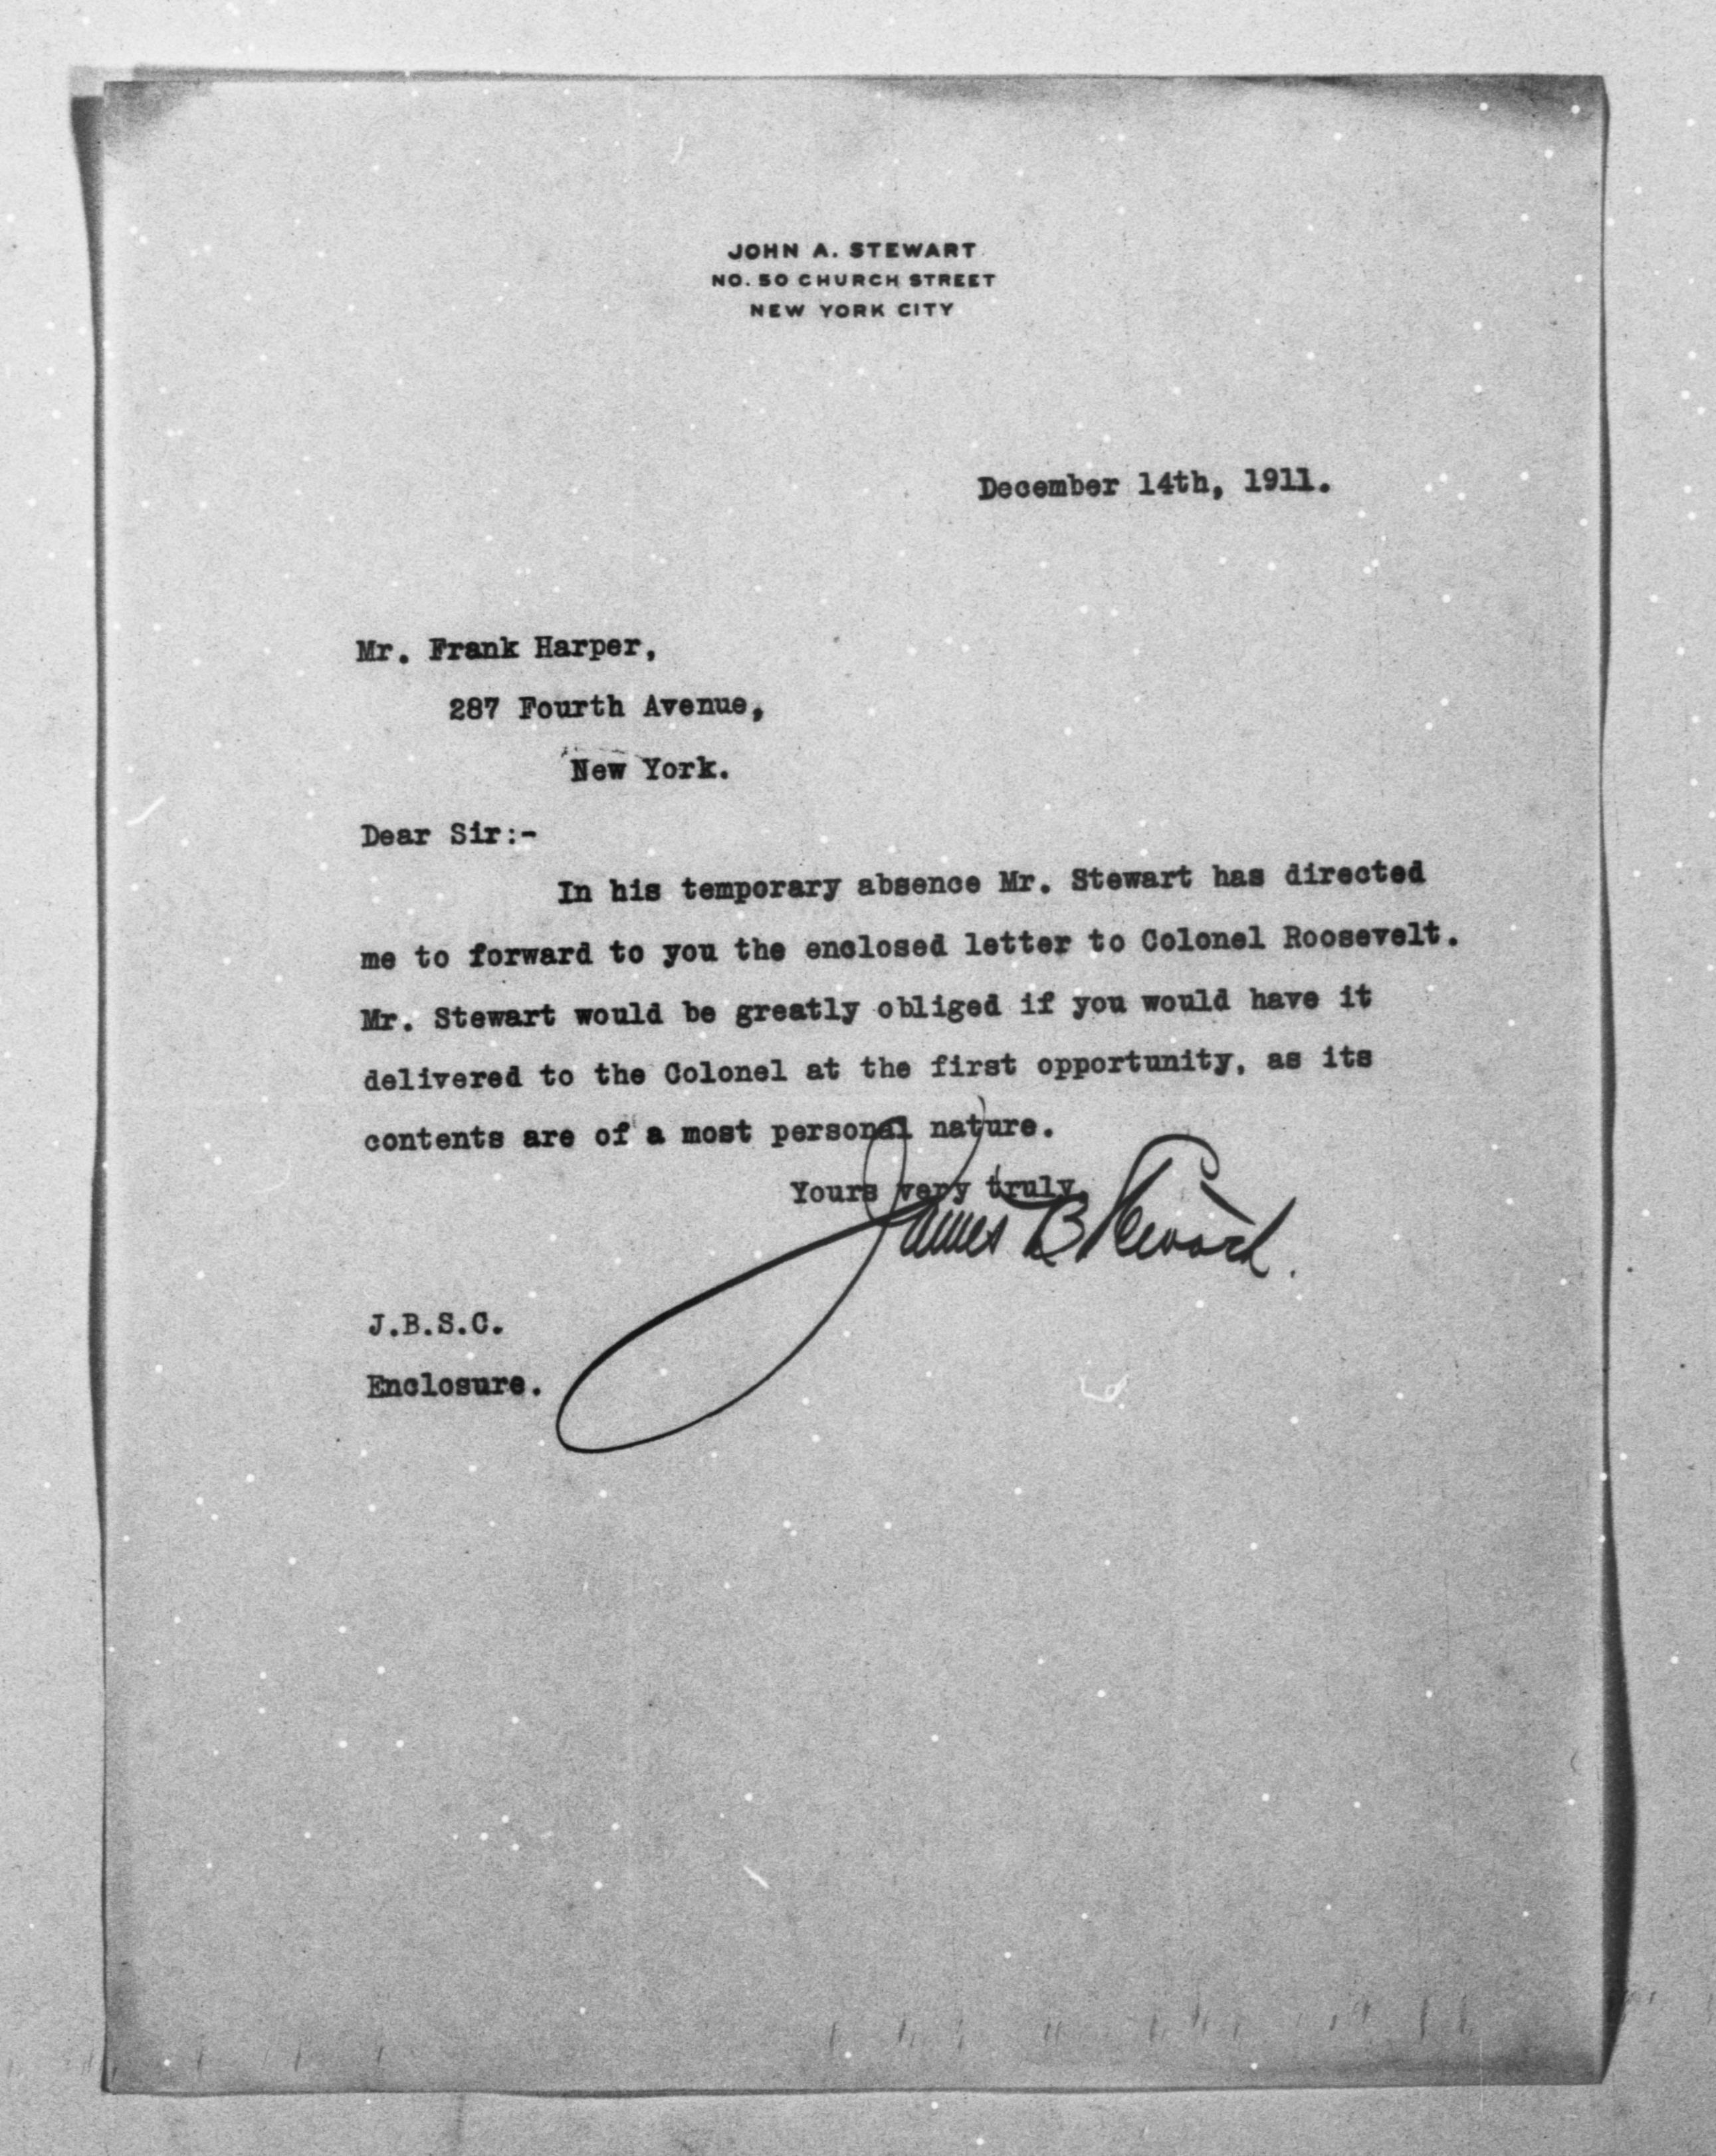 JOHN A. STEWART
NO. 50 CHURCH STREET
NEW YORK CITY
December 14th, 1911.
Mr. Frank Harper,
287 Fourth Avenue,
New York.
Dear Sir:-
In his temporary absence Mr. Stewart has directed
me to forward to you the enclosed letter to Colonel Roosevelt.
Mr. Stewart would be greatly obliged if you would have it
delivered to the Colonel at the first opportunity, as its
contents are of a most personal nature.
Yours very truly,
James B Stewart.
J.B.S.C.
Enclosure.